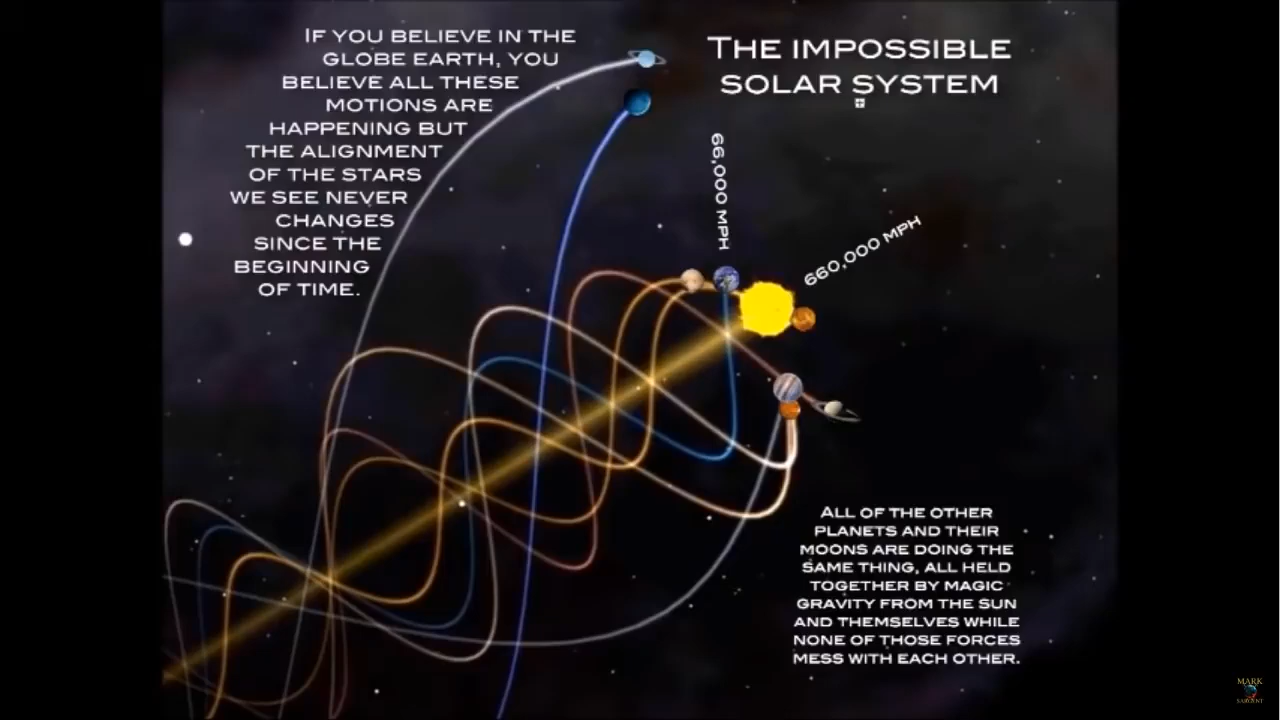 IF YOU BELIEVE IN THE
GLOBE EARTH, YOU
BELIEVE ALL THESE
MOTIONS ARE
HAPPENING BUT
THE ALIGNMENT
OF THE STARS
WE SEE NEVER
CHANGES
SINCE THE
BEGINNING
OF TIME.
THE IMPOSSIBLE
SOLAR SYSTEM
66,000 MPH
660,000 MPH
ALL OF THE OTHER
PLANETS AND THEIR
MOONS ARE DOING THE
SAME THING, ALL HELD
TOGETHER BY MAGIC
GRAVITY FROM THE SUN
AND THEMSELVES WHILE
NONE OF THOSE FORCES
MESS WITH EACH OTHER.
MARK
SARGENT